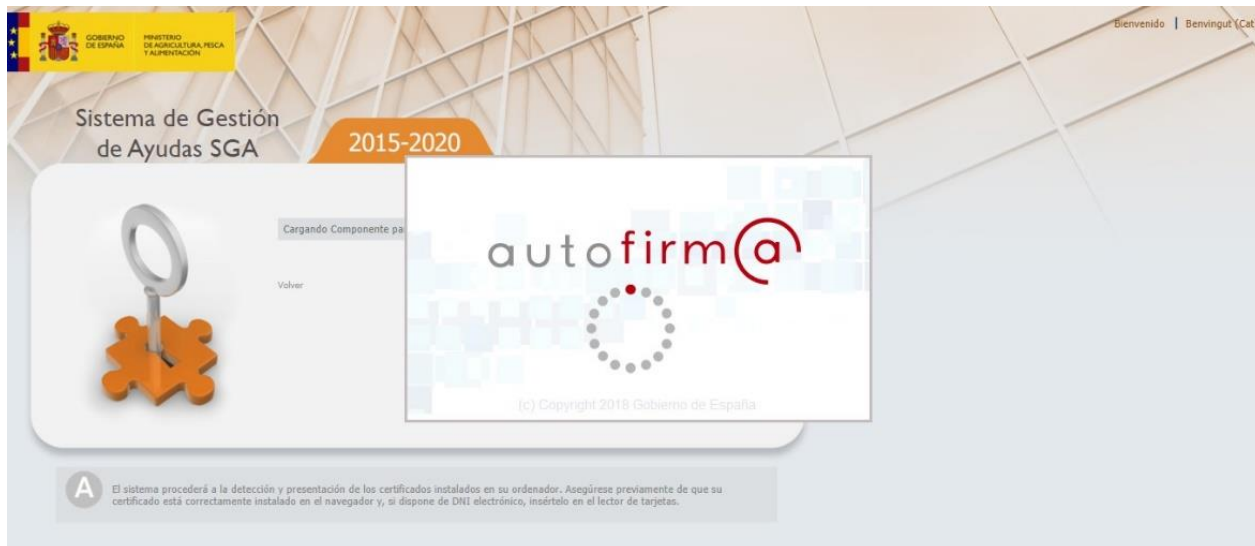 Bienvenido | Benvingut (Cat
GOBIERNO
DE ESPAÑA
MINISTERIO
DE AGRICULTURA, PESCA
Y ALIMENTACIÓN
Sistema de Gestión
de Ayudas SGA
2015-2020
Cargando Componente pa
Volver
autofirm@
(c) Copyright 2018 Gobierno de España
A
El sistema procederá a la detección y presentación de los certificados instalados en su ordenador. Asegúrese previamente de que su
certificado está correctamente instalado en el navegador y, si dispone de DNI electrónico, insértelo en el lector de tarjetas.